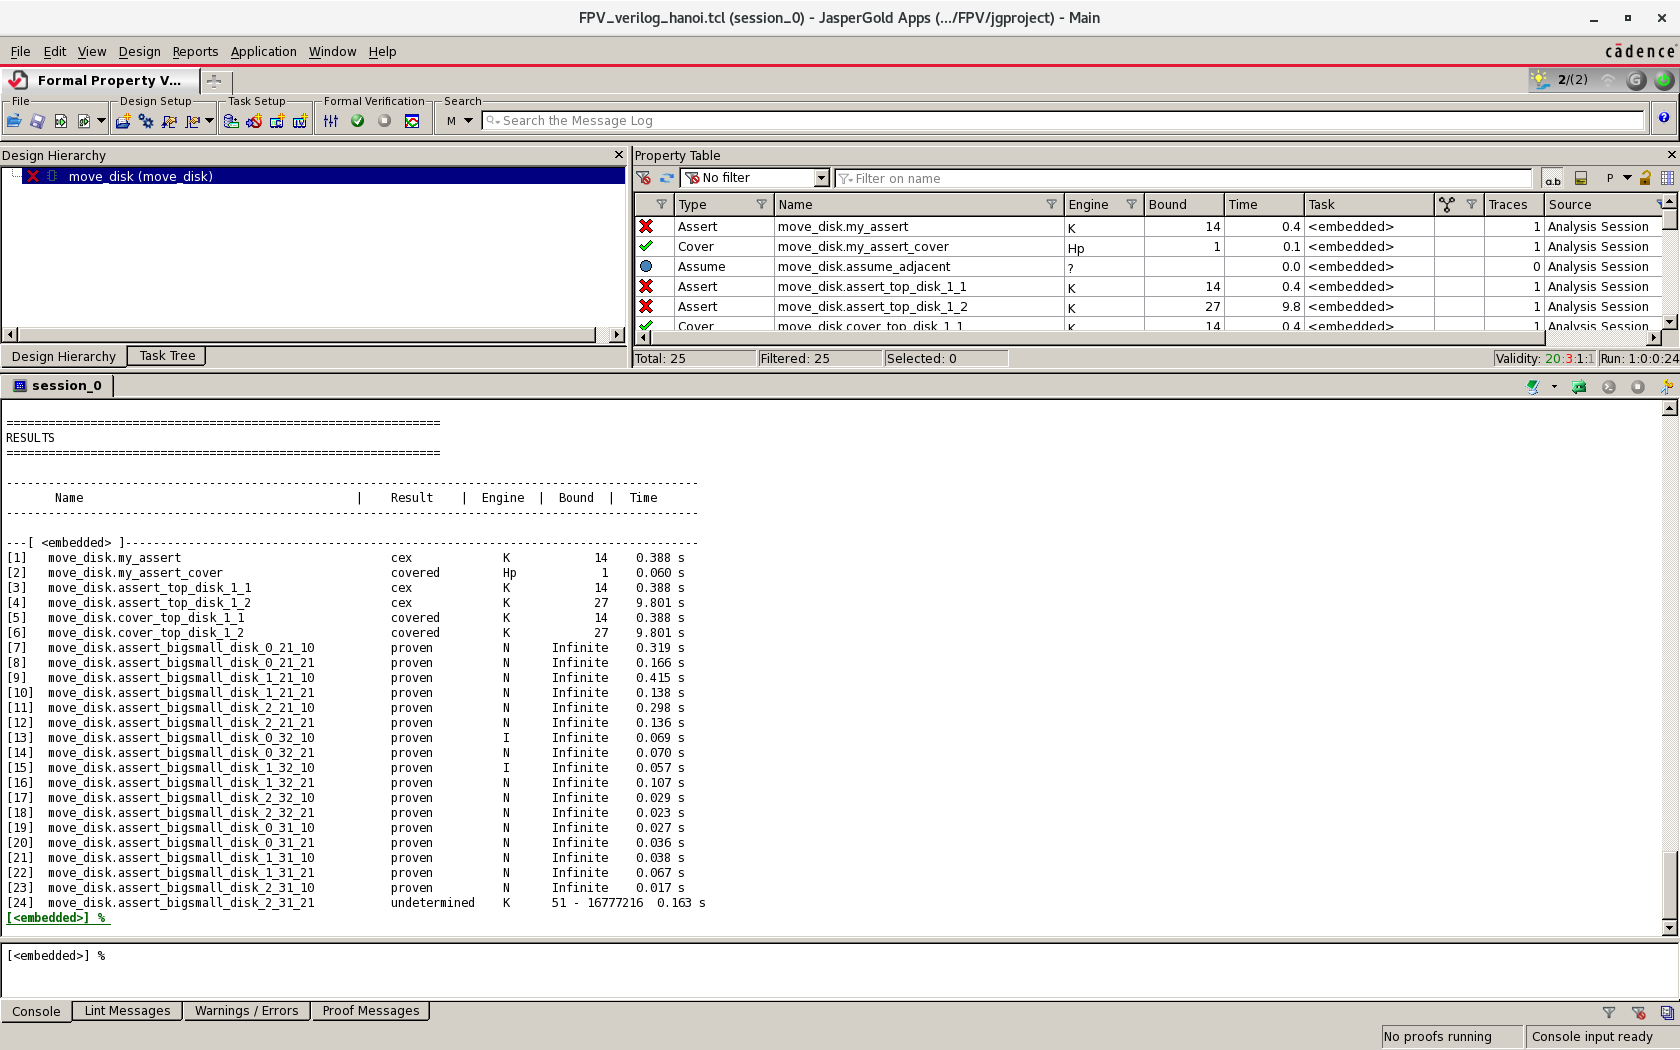 FPV_verilog_hanoi.tcl (session_0) - JasperGold Apps (.../FPV/jgproject) - Main
File Edit View Design Reports Application Window Help
cādence
Formal Property V...
2/(2)
File Design Setup Task Setup Formal Verification Search
M Search the Message Log
Design Hierarchy
move_disk (move_disk)
Design Hierarchy Task Tree
Property Table
No filter Filter on name a.b P
Type Name Engine Bound Time Task Traces Source
Assert move_disk.my_assert K 14 0.4 <embedded> 1 Analysis Session
Cover move_disk.my_assert_cover Hp 1 0.1 <embedded> 1 Analysis Session
Assume move_disk.assume_adjacent ? 0.0 <embedded> 0 Analysis Session
Assert move_disk.assert_top_disk_1_1 K 14 0.4 <embedded> 1 Analysis Session
Assert move_disk.assert_top_disk_1_2 K 27 9.8 <embedded> 1 Analysis Session
Cover move_disk.cover_top_disk_1_1 K 14 0.4 <embedded> 1 Analysis Session
Total: 25 Filtered: 25 Selected: 0 Validity: 20:3:1:1 Run: 1:0:0:24
session_0
==============================================================
RESULTS
==============================================================
---------------------------------------------------------------------------------------------------
Name | Result | Engine | Bound | Time
---------------------------------------------------------------------------------------------------
---[ <embedded> ]----------------------------------------------------------------------------------
[1] move_disk.my_assert cex K 14 0.388 s
[2] move_disk.my_assert_cover covered Hp 1 0.060 s
[3] move_disk.assert_top_disk_1_1 cex K 14 0.388 s
[4] move_disk.assert_top_disk_1_2 cex K 27 9.801 s
[5] move_disk.cover_top_disk_1_1 covered K 14 0.388 s
[6] move_disk.cover_top_disk_1_2 covered K 27 9.801 s
[7] move_disk.assert_bigsmall_disk_0_21_10 proven N Infinite 0.319 s
[8] move_disk.assert_bigsmall_disk_0_21_21 proven N Infinite 0.166 s
[9] move_disk.assert_bigsmall_disk_1_21_10 proven N Infinite 0.415 s
[10] move_disk.assert_bigsmall_disk_1_21_21 proven N Infinite 0.138 s
[11] move_disk.assert_bigsmall_disk_2_21_10 proven N Infinite 0.298 s
[12] move_disk.assert_bigsmall_disk_2_21_21 proven N Infinite 0.136 s
[13] move_disk.assert_bigsmall_disk_0_32_10 proven I Infinite 0.069 s
[14] move_disk.assert_bigsmall_disk_0_32_21 proven N Infinite 0.070 s
[15] move_disk.assert_bigsmall_disk_1_32_10 proven I Infinite 0.057 s
[16] move_disk.assert_bigsmall_disk_1_32_21 proven N Infinite 0.107 s
[17] move_disk.assert_bigsmall_disk_2_32_10 proven N Infinite 0.029 s
[18] move_disk.assert_bigsmall_disk_2_32_21 proven N Infinite 0.023 s
[19] move_disk.assert_bigsmall_disk_0_31_10 proven N Infinite 0.027 s
[20] move_disk.assert_bigsmall_disk_0_31_21 proven N Infinite 0.036 s
[21] move_disk.assert_bigsmall_disk_1_31_10 proven N Infinite 0.038 s
[22] move_disk.assert_bigsmall_disk_1_31_21 proven N Infinite 0.067 s
[23] move_disk.assert_bigsmall_disk_2_31_10 proven N Infinite 0.017 s
[24] move_disk.assert_bigsmall_disk_2_31_21 undetermined K 51 - 16777216 0.163 s
[<embedded>] %
[<embedded>] %
Console Lint Messages Warnings / Errors Proof Messages
No proofs running Console input ready